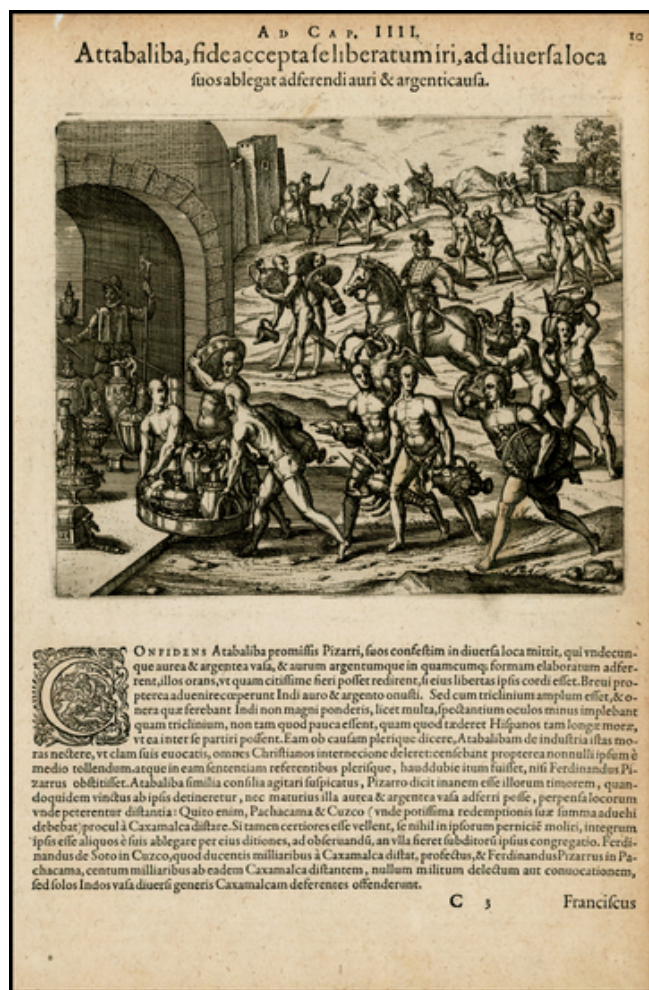 AD CAP. IIII.
10
Attabaliba, fide accepta se liberatum iri, ad diuersa loca
suos ablegat adferendi auri & argenti causa.
CONFIDENS Atabaliba promissis Pizarri, suos confestim in diuersa loca mittit, qui vndecun-
que aurea & argentea vasa, & aurum argentumque in quamcumq; formam elaboratum adfer-
rent, illos orans, vt quam citissime fieri posset redirent, si eius libertas ipsis cordi esset. Breui pro-
pterea aduenire cœperunt Indi auro & argento onusti. Sed cum triclinium amplum esset, & o-
nera quæ ferebant Indi non magni ponderis, licet multa, spectantium oculos minus implebant
quam triclinium, non tam quod pauca essent, quam quod tæderet Hispanos tam longæ moræ,
vt ea inter se partiri possent. Eam ob causam plerique dicere, Atabalibam de industria istas mo-
ras nectere, vt clam suis euocatis, omnes Christianos internecione deleret: censebant propterea nonnulli ipsum è
medio tollendum. atque in eam sententiam referentibus plerisque, haud dubie itum fuisset, nisi Ferdinandus Pi-
zarrus obstitisset. Atabaliba similia consilia agitari suspicatus, Pizarro dicit inanem esse illorum timorem, quan-
doquidem vinctus ab ipsis detineretur, nec maturius illa aurea & argentea vasa adferri posse, perpensa locorum
vnde peterentur distantia: Quito enim, Pachacama & Cuzco (vnde potissima redemptionis suæ summa aduehi
debebat) procul à Caxamalca distare. Si tamen certiores esse vellent, se nihil in ipsorum perniciē moliri, integrum
ipsis esse aliquos è suis ablegare per eius ditiones, ad obseruandū, an vlla fieret subditorū ipsius congregatio. Ferdi-
nandus de Soto in Cuzco, quod ducentis milliaribus à Caxamalca distat, profectus, & Ferdinandus Pizarrus in Pa-
chacama, centum milliaribus ab eadem Caxamalca distantem, nullum militum delectum aut conuocationem,
sed solos Indos vasa diuersi generis Caxamalcam deferentes offenderunt.
C 3
Franciscus